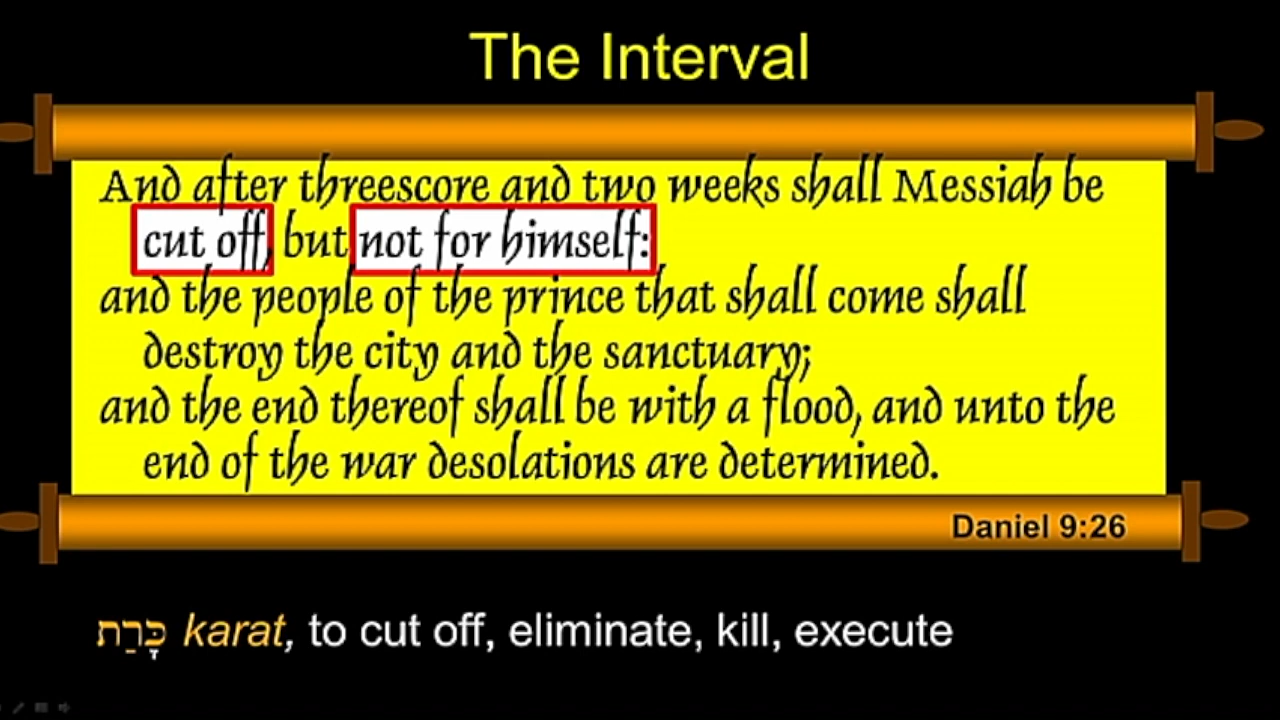 The Interval
And after threescore and two weeks shall Messiah be
cut off, but not for himself:
and the people of the prince that shall come shall
destroy the city and the sanctuary;
and the end thereof shall be with a flood, and unto the
end of the war desolations are determined.
Daniel 9:26
כָּרַת karat, to cut off, eliminate, kill, execute